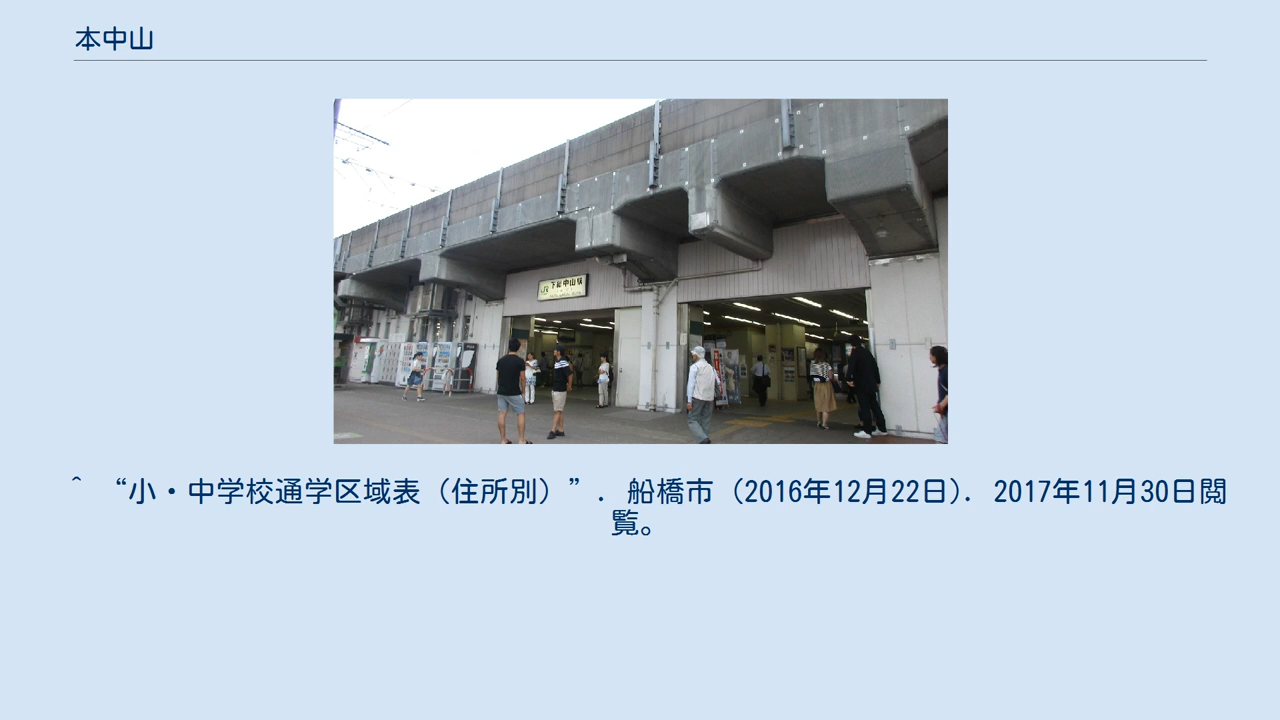 本中山
JR 下総中山駅
^ “小・中学校通学区域表（住所別）”. 船橋市（2016年12月22日）. 2017年11月30日閲
覧。